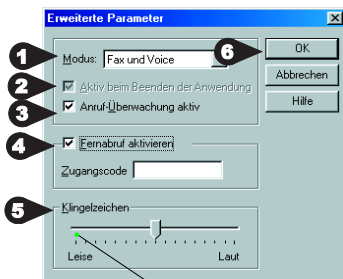 Erweiterte Parameter
1 Modus: Fax und Voice
6 OK
2 Aktiv beim Beenden der Anwendung
Abbrechen
3 Anruf-Überwachung aktiv
Hilfe
4 Fernabruf aktivieren
Zugangscode
5 Klingelzeichen
Leise Laut